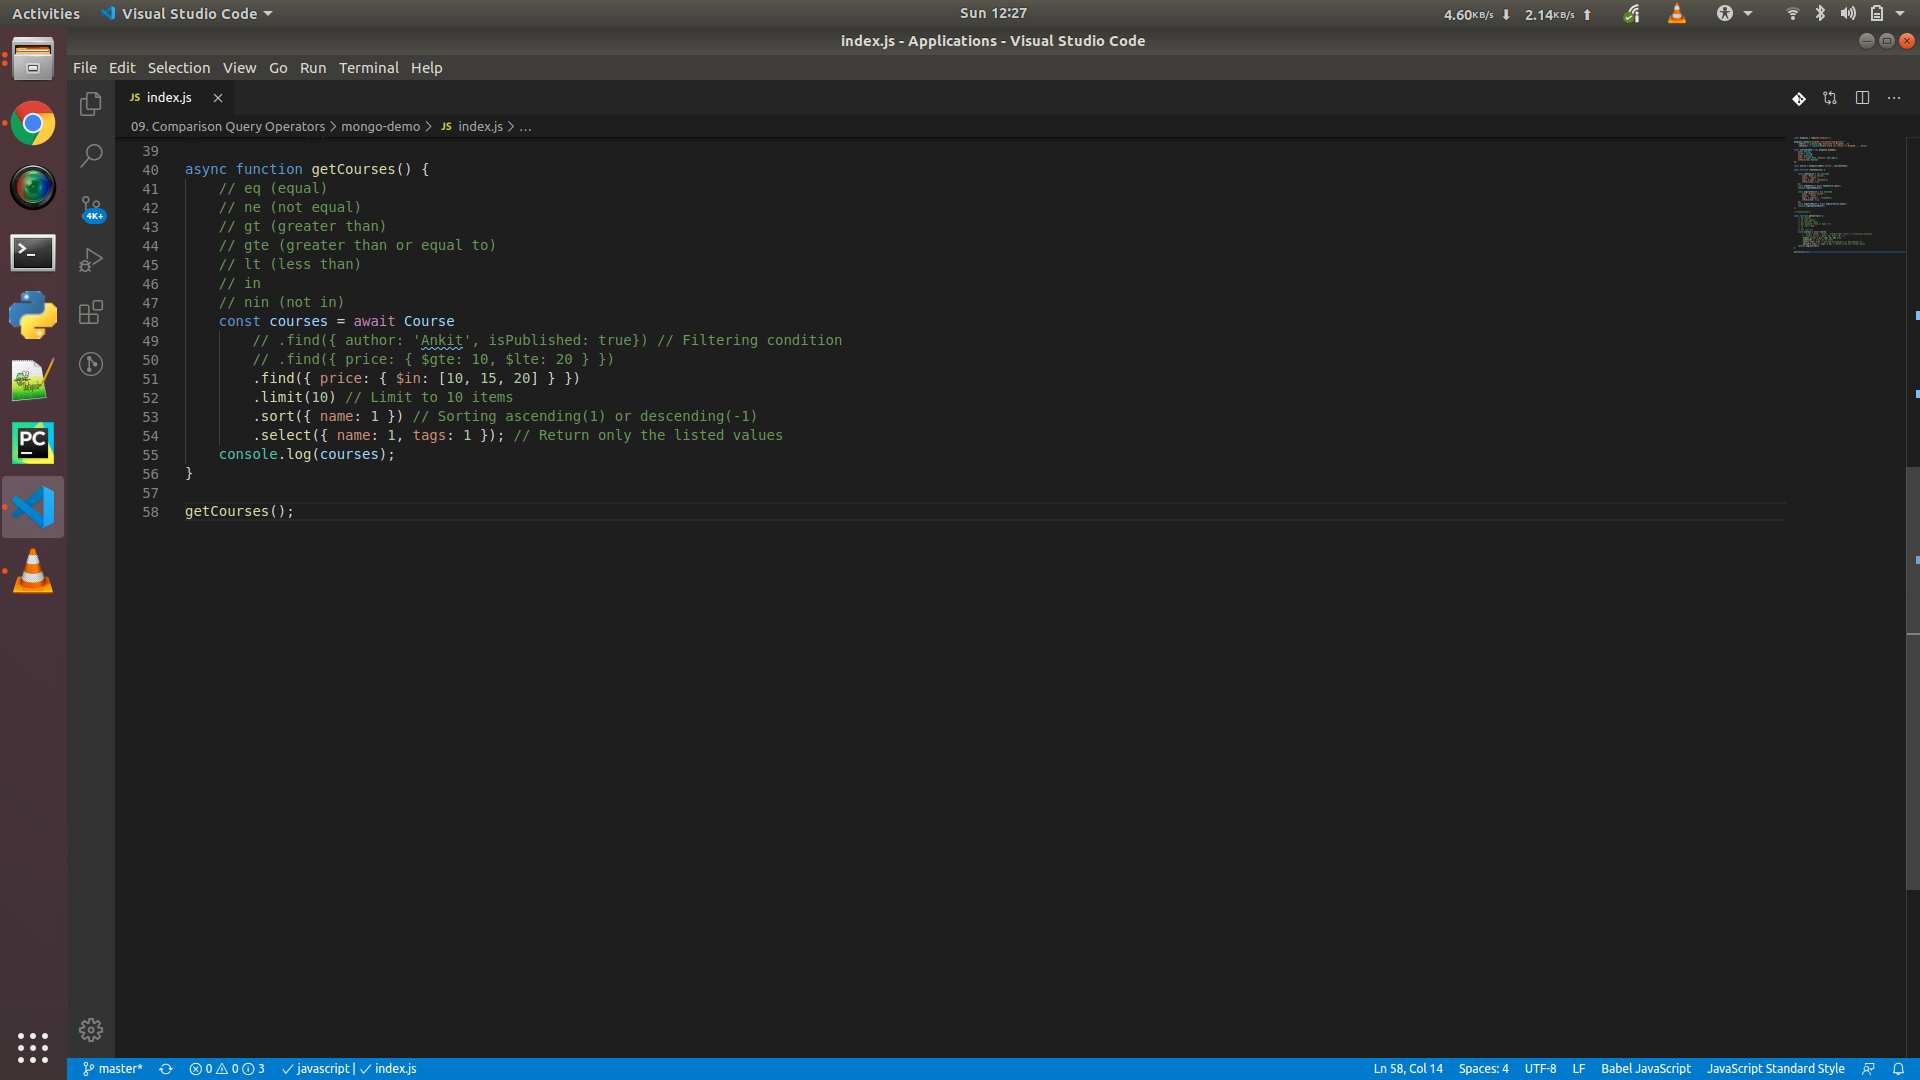 Activities Visual Studio Code Sun 12:27 4.60KB/s 2.14KB/s
index.js - Applications - Visual Studio Code
File Edit Selection View Go Run Terminal Help
JS index.js
09. Comparison Query Operators > mongo-demo > JS index.js > ...
39
40 async function getCourses() {
41 // eq (equal)
42 // ne (not equal)
43 // gt (greater than)
44 // gte (greater than or equal to)
45 // lt (less than)
46 // in
47 // nin (not in)
48 const courses = await Course
49 // .find({ author: 'Ankit', isPublished: true}) // Filtering condition
50 // .find({ price: { $gte: 10, $lte: 20 } })
51 .find({ price: { $in: [10, 15, 20] } })
52 .limit(10) // Limit to 10 items
53 .sort({ name: 1 }) // Sorting ascending(1) or descending(-1)
54 .select({ name: 1, tags: 1 }); // Return only the listed values
55 console.log(courses);
56 }
57
58 getCourses();
4K+
>_
PC
master* 0 0 3 javascript | index.js Ln 58, Col 14 Spaces: 4 UTF-8 LF Babel JavaScript JavaScript Standard Style